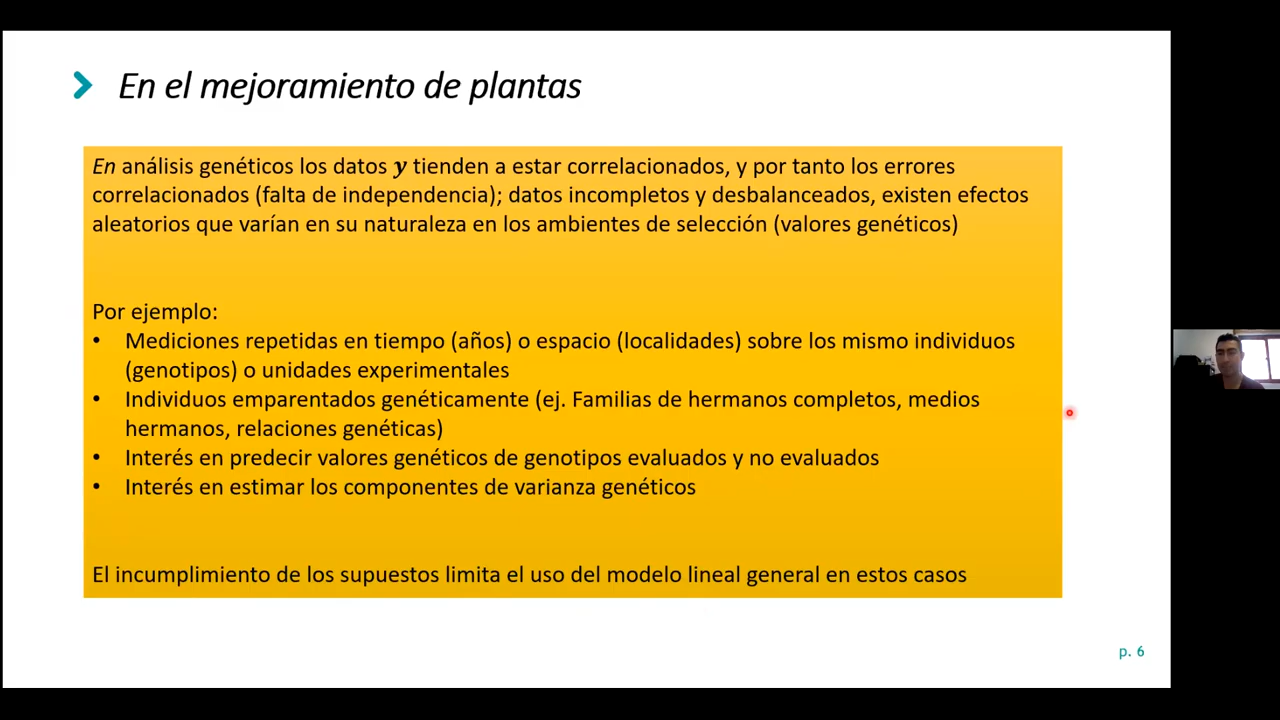 En el mejoramiento de plantas
En análisis genéticos los datos y tienden a estar correlacionados, y por tanto los errores
correlacionados (falta de independencia); datos incompletos y desbalanceados, existen efectos
aleatorios que varían en su naturaleza en los ambientes de selección (valores genéticos)
Por ejemplo:
• Mediciones repetidas en tiempo (años) o espacio (localidades) sobre los mismo individuos
(genotipos) o unidades experimentales
• Individuos emparentados genéticamente (ej. Familias de hermanos completos, medios
hermanos, relaciones genéticas)
• Interés en predecir valores genéticos de genotipos evaluados y no evaluados
• Interés en estimar los componentes de varianza genéticos
El incumplimiento de los supuestos limita el uso del modelo lineal general en estos casos
p. 6